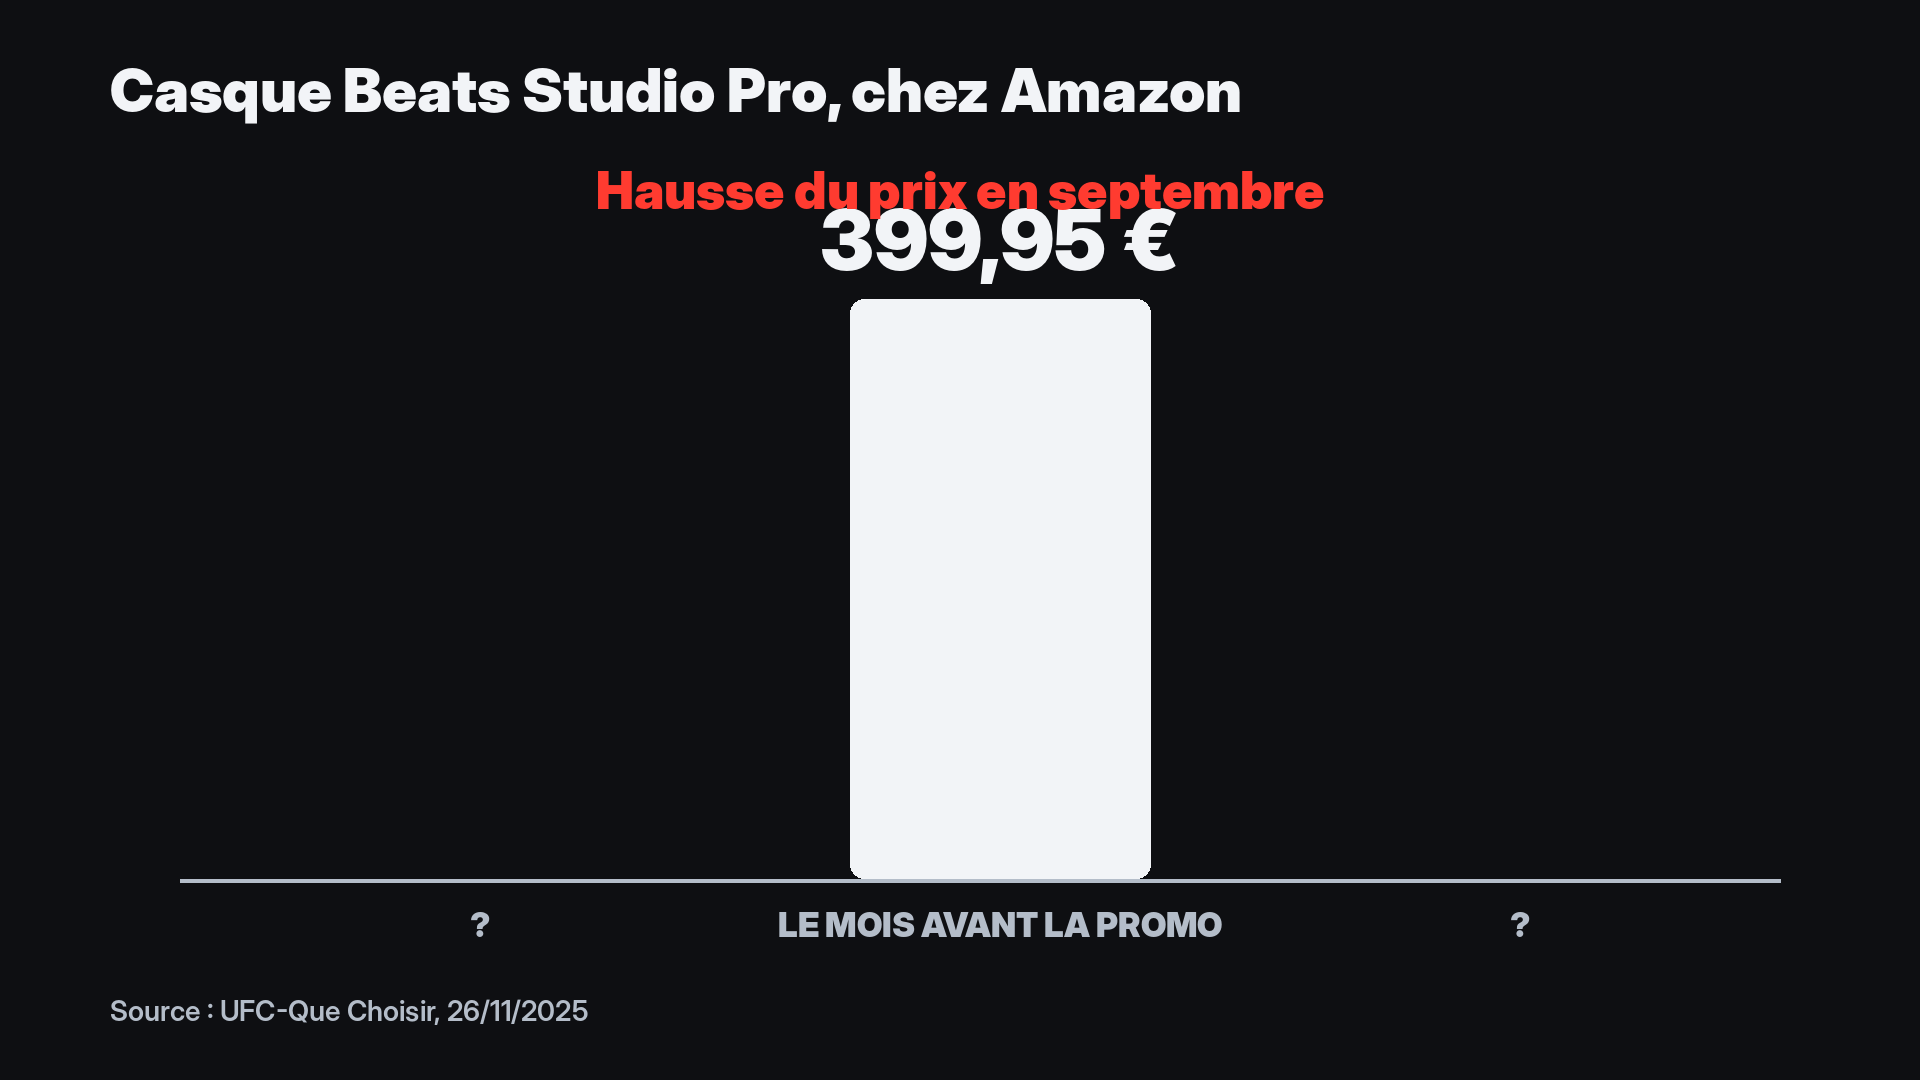 Casque Beats Studio Pro, chez Amazon
Hausse du prix en septembre
399,95 €
? LE MOIS AVANT LA PROMO ?
Source : UFC-Que Choisir, 26/11/2025